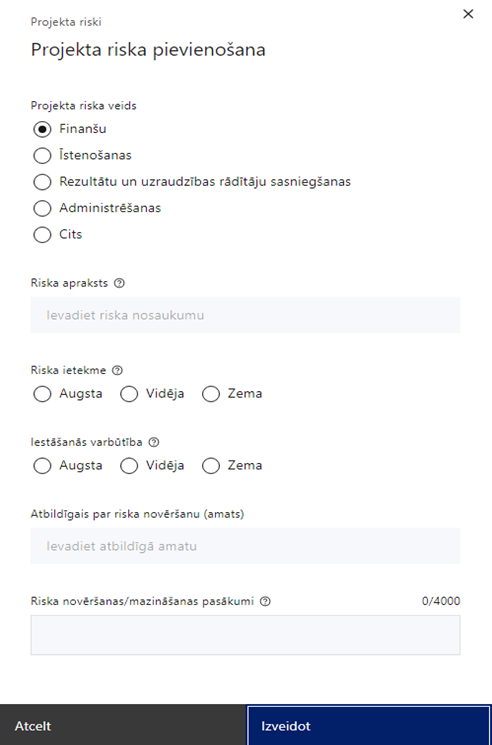 Projekta riski
Projekta riska pievienošana
Projekta riska veids
Finanšu
Īstenošanas
Rezultātu un uzraudzības rādītāju sasniegšanas
Administrēšanas
Cits
Riska apraksts
Ievadiet riska nosaukumu
Riska ietekme
Augsta Vidēja Zema
Iestāšanās varbūtība
Augsta Vidēja Zema
Atbildīgais par riska novēršanu (amats)
Ievadiet atbildīgā amatu
Riska novēršanas/mazināšanas pasākumi 0/4000
Atcelt Izveidot